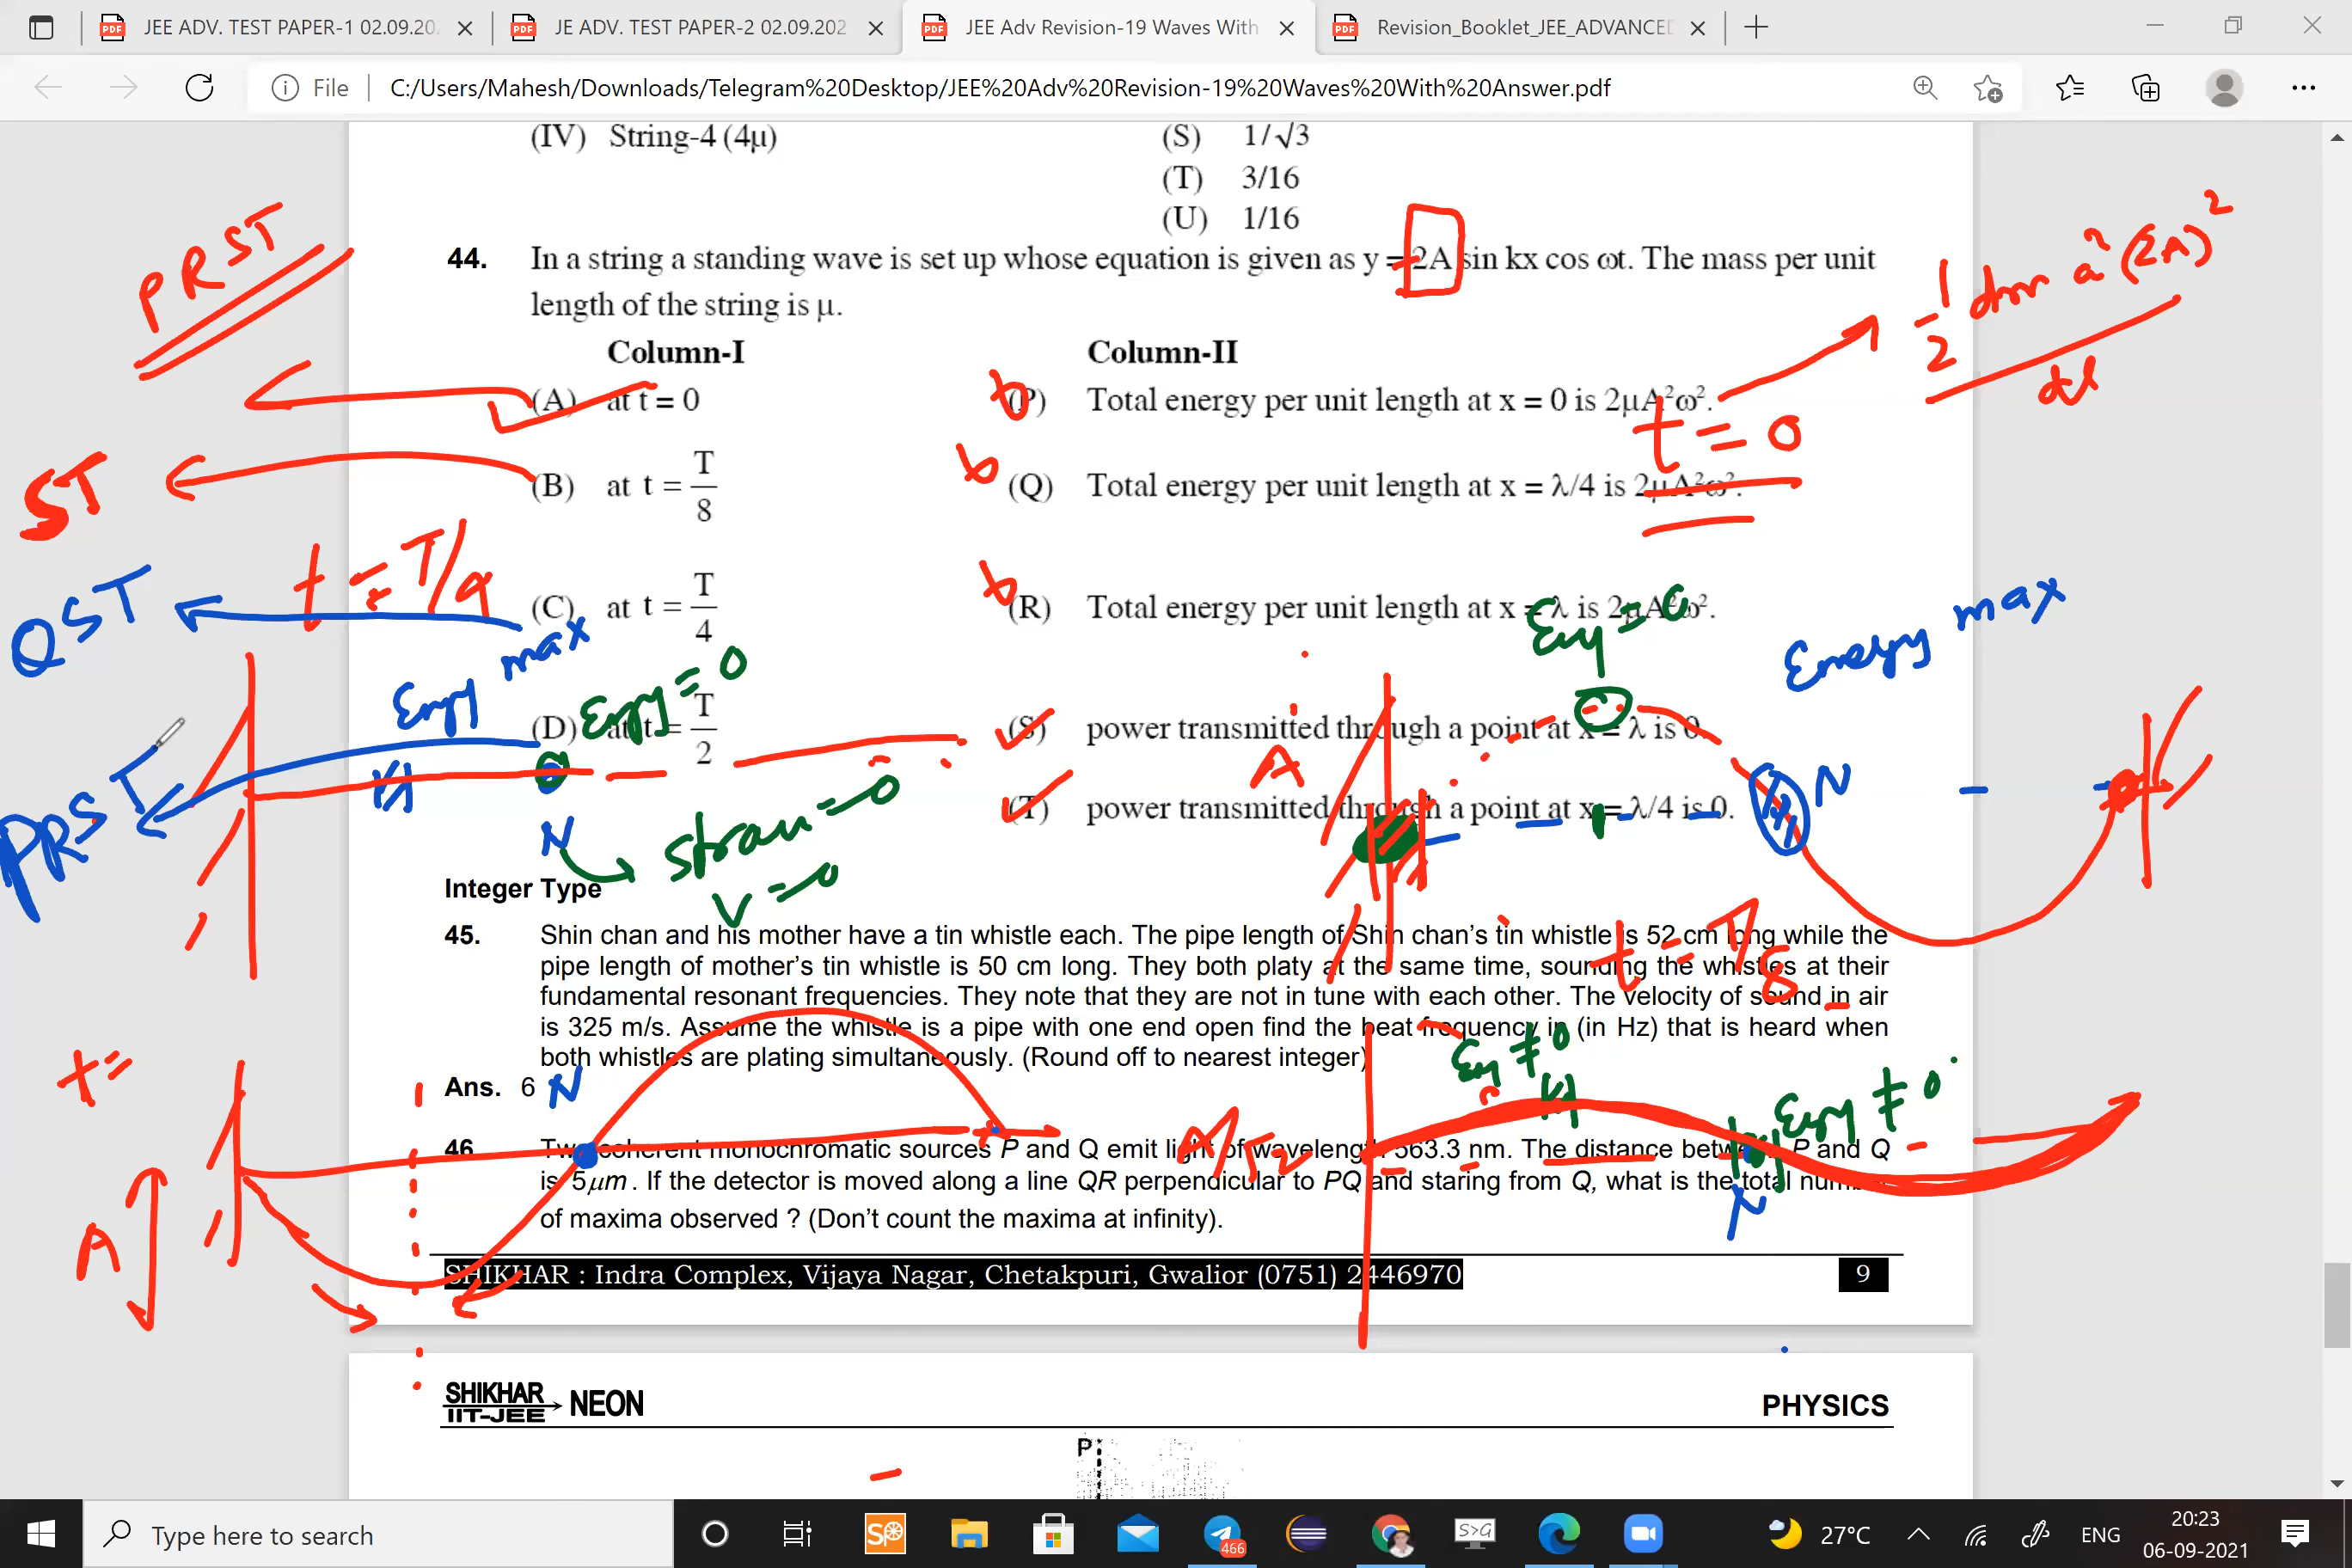 JEE ADV. TEST PAPER-1 02.09.202
JE ADV. TEST PAPER-2 02.09.202
JEE Adv Revision-19 Waves With
Revision_Booklet_JEE_ADVANCED
File
C:/Users/Mahesh/Downloads/Telegram%20Desktop/JEE%20Adv%20Revision-19%20Waves%20With%20Answer.pdf
(IV) String-4 (4μ) (S) 1/√3
(T) 3/16
(U) 1/16
PRST
44. In a string a standing wave is set up whose equation is given as y = 2A sin kx cos ωt. The mass per unit
length of the string is μ.
Column-I Column-II
(A) at t = 0 (P) Total energy per unit length at x = 0 is 2μA²ω².
t = 0
ST
(B) at t = T/8 (Q) Total energy per unit length at x = λ/4 is 2μA²ω².
t = T/4
QST
(C) at t = T/4 (R) Total energy per unit length at x = λ is 2μA²ω².
max
Energy max
PRST
(D) at t = T/2 (S) power transmitted through a point at x = λ is 0.
A
N
(T) power transmitted through a point at x = λ/4 is 0.
N
v = 0
Integer Type
t = T/8
45. Shin chan and his mother have a tin whistle each. The pipe length of Shin chan's tin whistle is 52 cm long while the
pipe length of mother's tin whistle is 50 cm long. They both platy at the same time, sounding the whistles at their
fundamental resonant frequencies. They note that they are not in tune with each other. The velocity of sound in air
is 325 m/s. Assume the whistle is a pipe with one end open find the beat frequency in (in Hz) that is heard when
both whistles are plating simultaneously. (Round off to nearest integer)
t =
Ans. 6
N
A/√2
46 Two coherent monochromatic sources P and Q emit light of wavelength 563.3 nm. The distance between P and Q
is 5μm. If the detector is moved along a line QR perpendicular to PQ and staring from Q, what is the total number
of maxima observed ? (Don't count the maxima at infinity).
A
N
SHIKHAR : Indra Complex, Vijaya Nagar, Chetakpuri, Gwalior (0751) 2446970 9
SHIKHAR
IIT-JEE NEON PHYSICS
P
Type here to search
SP
466
S>G
27°C
ENG
20:23
06-09-2021